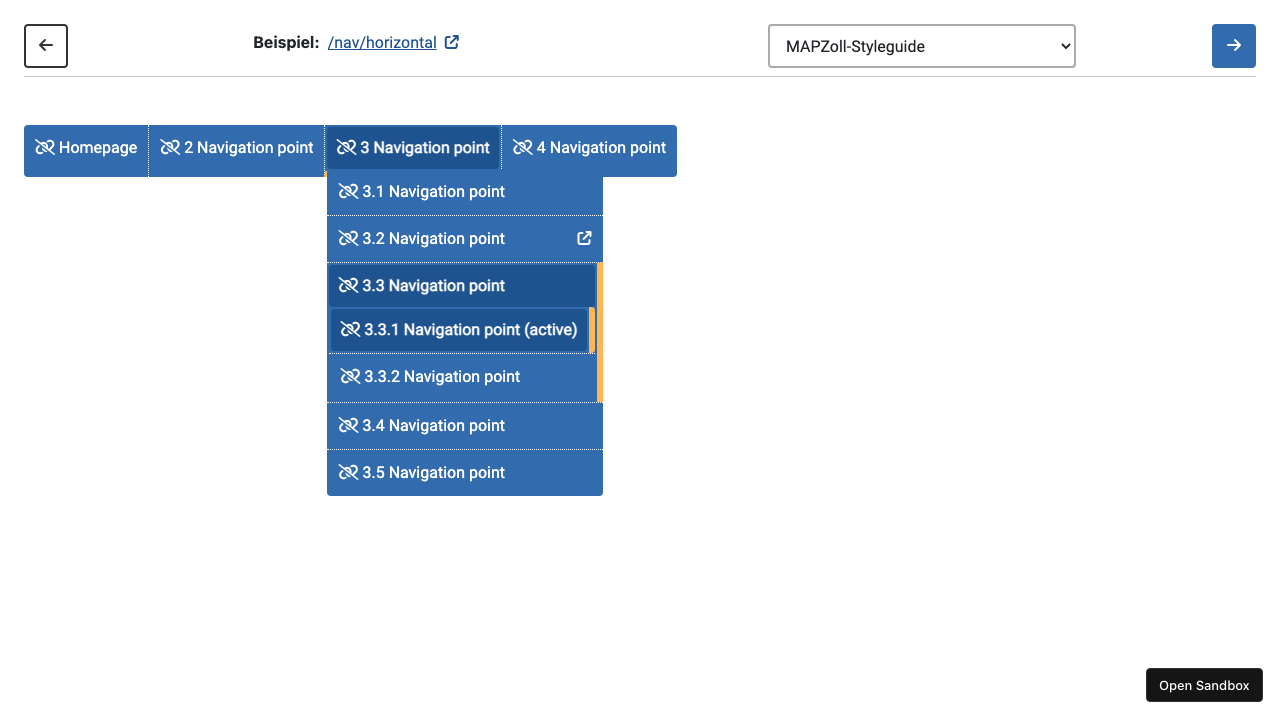 Beispiel: /nav/horizontal
MAPZoll-Styleguide
Homepage
2 Navigation point
3 Navigation point
4 Navigation point
3.1 Navigation point
3.2 Navigation point
3.3 Navigation point
3.3.1 Navigation point (active)
3.3.2 Navigation point
3.4 Navigation point
3.5 Navigation point
Open Sandbox